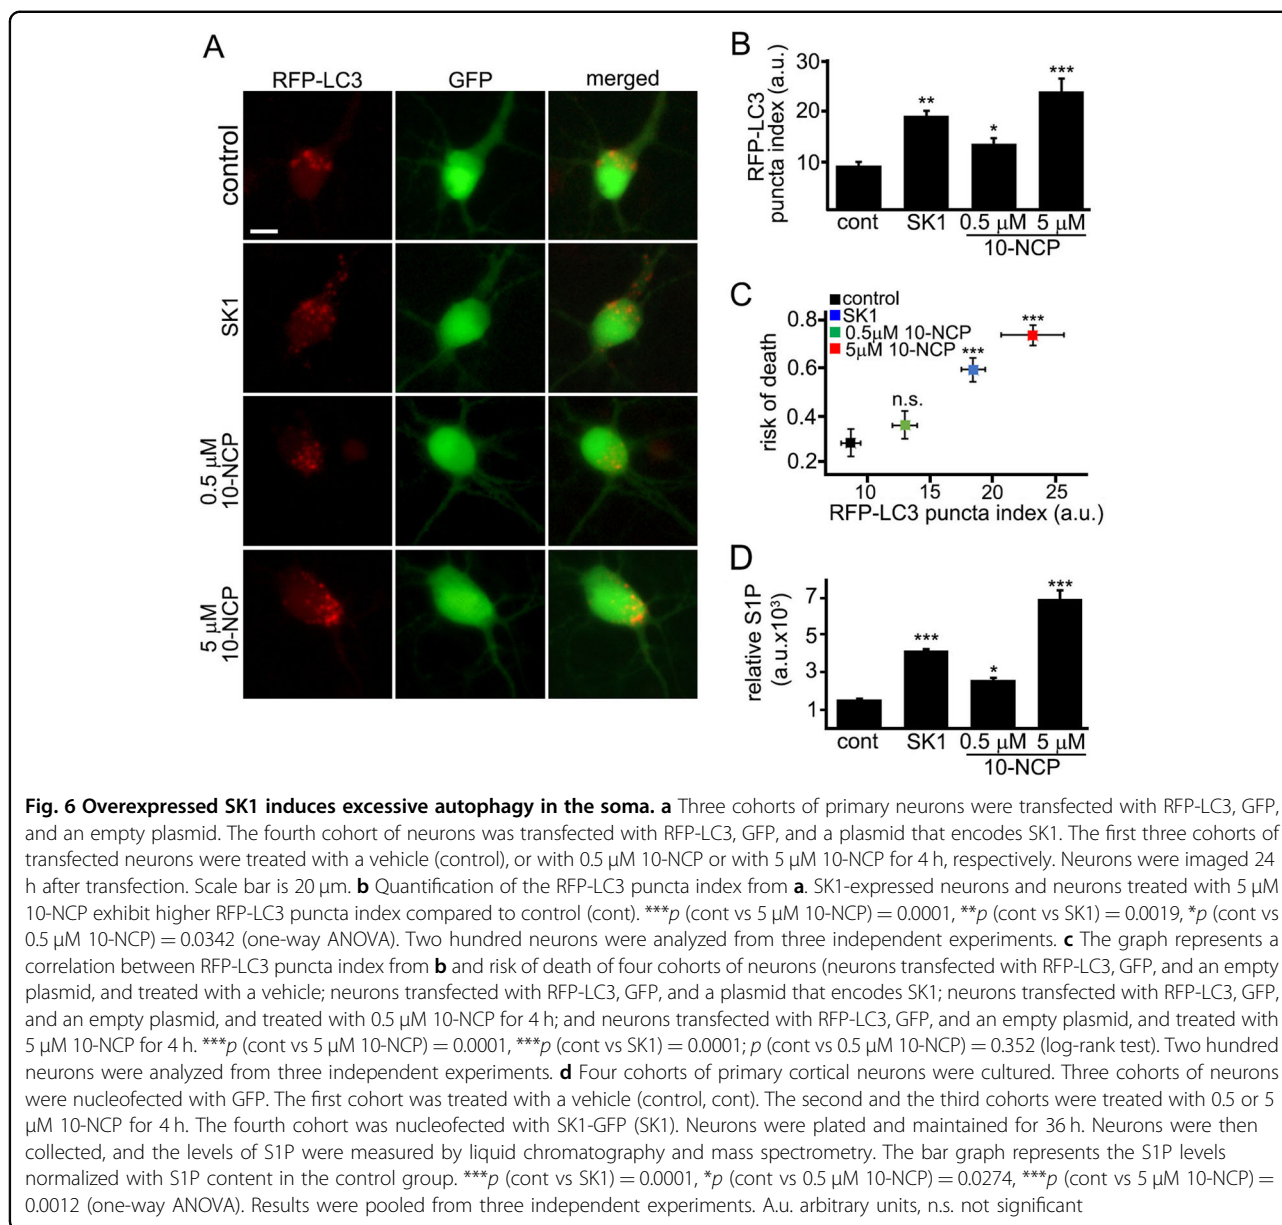 A
RFP-LC3 GFP merged
control
SK1
0.5 µM
10-NCP
5 µM
10-NCP
B
RFP-LC3
puncta index (a.u.)
30
20
10
**
*
***
cont SK1 0.5 µM 5 µM
10-NCP
C
control
SK1
0.5µM 10-NCP
5µM 10-NCP
risk of death
0.8
0.6
0.4
0.2
n.s.
***
***
10 15 20 25
RFP-LC3 puncta index (a.u.)
D
relative S1P
(a.u.x10³)
7
5
3
1
***
*
***
cont SK1 0.5 µM 5 µM
10-NCP
Fig. 6 Overexpressed SK1 induces excessive autophagy in the soma. a Three cohorts of primary neurons were transfected with RFP-LC3, GFP,
and an empty plasmid. The fourth cohort of neurons was transfected with RFP-LC3, GFP, and a plasmid that encodes SK1. The first three cohorts of
transfected neurons were treated with a vehicle (control), or with 0.5 µM 10-NCP or with 5 µM 10-NCP for 4 h, respectively. Neurons were imaged 24
h after transfection. Scale bar is 20 µm. b Quantification of the RFP-LC3 puncta index from a. SK1-expressed neurons and neurons treated with 5 µM
10-NCP exhibit higher RFP-LC3 puncta index compared to control (cont). ***p (cont vs 5 µM 10-NCP) = 0.0001, **p (cont vs SK1) = 0.0019, *p (cont vs
0.5 µM 10-NCP) = 0.0342 (one-way ANOVA). Two hundred neurons were analyzed from three independent experiments. c The graph represents a
correlation between RFP-LC3 puncta index from b and risk of death of four cohorts of neurons (neurons transfected with RFP-LC3, GFP, and an empty
plasmid, and treated with a vehicle; neurons transfected with RFP-LC3, GFP, and a plasmid that encodes SK1; neurons transfected with RFP-LC3, GFP,
and an empty plasmid, and treated with 0.5 µM 10-NCP for 4 h; and neurons transfected with RFP-LC3, GFP, and an empty plasmid, and treated with
5 µM 10-NCP for 4 h. ***p (cont vs 5 µM 10-NCP) = 0.0001, ***p (cont vs SK1) = 0.0001; p (cont vs 0.5 µM 10-NCP) = 0.352 (log-rank test). Two hundred
neurons were analyzed from three independent experiments. d Four cohorts of primary cortical neurons were cultured. Three cohorts of neurons
were nucleofected with GFP. The first cohort was treated with a vehicle (control, cont). The second and the third cohorts were treated with 0.5 or 5
µM 10-NCP for 4 h. The fourth cohort was nucleofected with SK1-GFP (SK1). Neurons were plated and maintained for 36 h. Neurons were then
collected, and the levels of S1P were measured by liquid chromatography and mass spectrometry. The bar graph represents the S1P levels
normalized with S1P content in the control group. ***p (cont vs SK1) = 0.0001, *p (cont vs 0.5 µM 10-NCP) = 0.0274, ***p (cont vs 5 µM 10-NCP) =
0.0012 (one-way ANOVA). Results were pooled from three independent experiments. A.u. arbitrary units, n.s. not significant